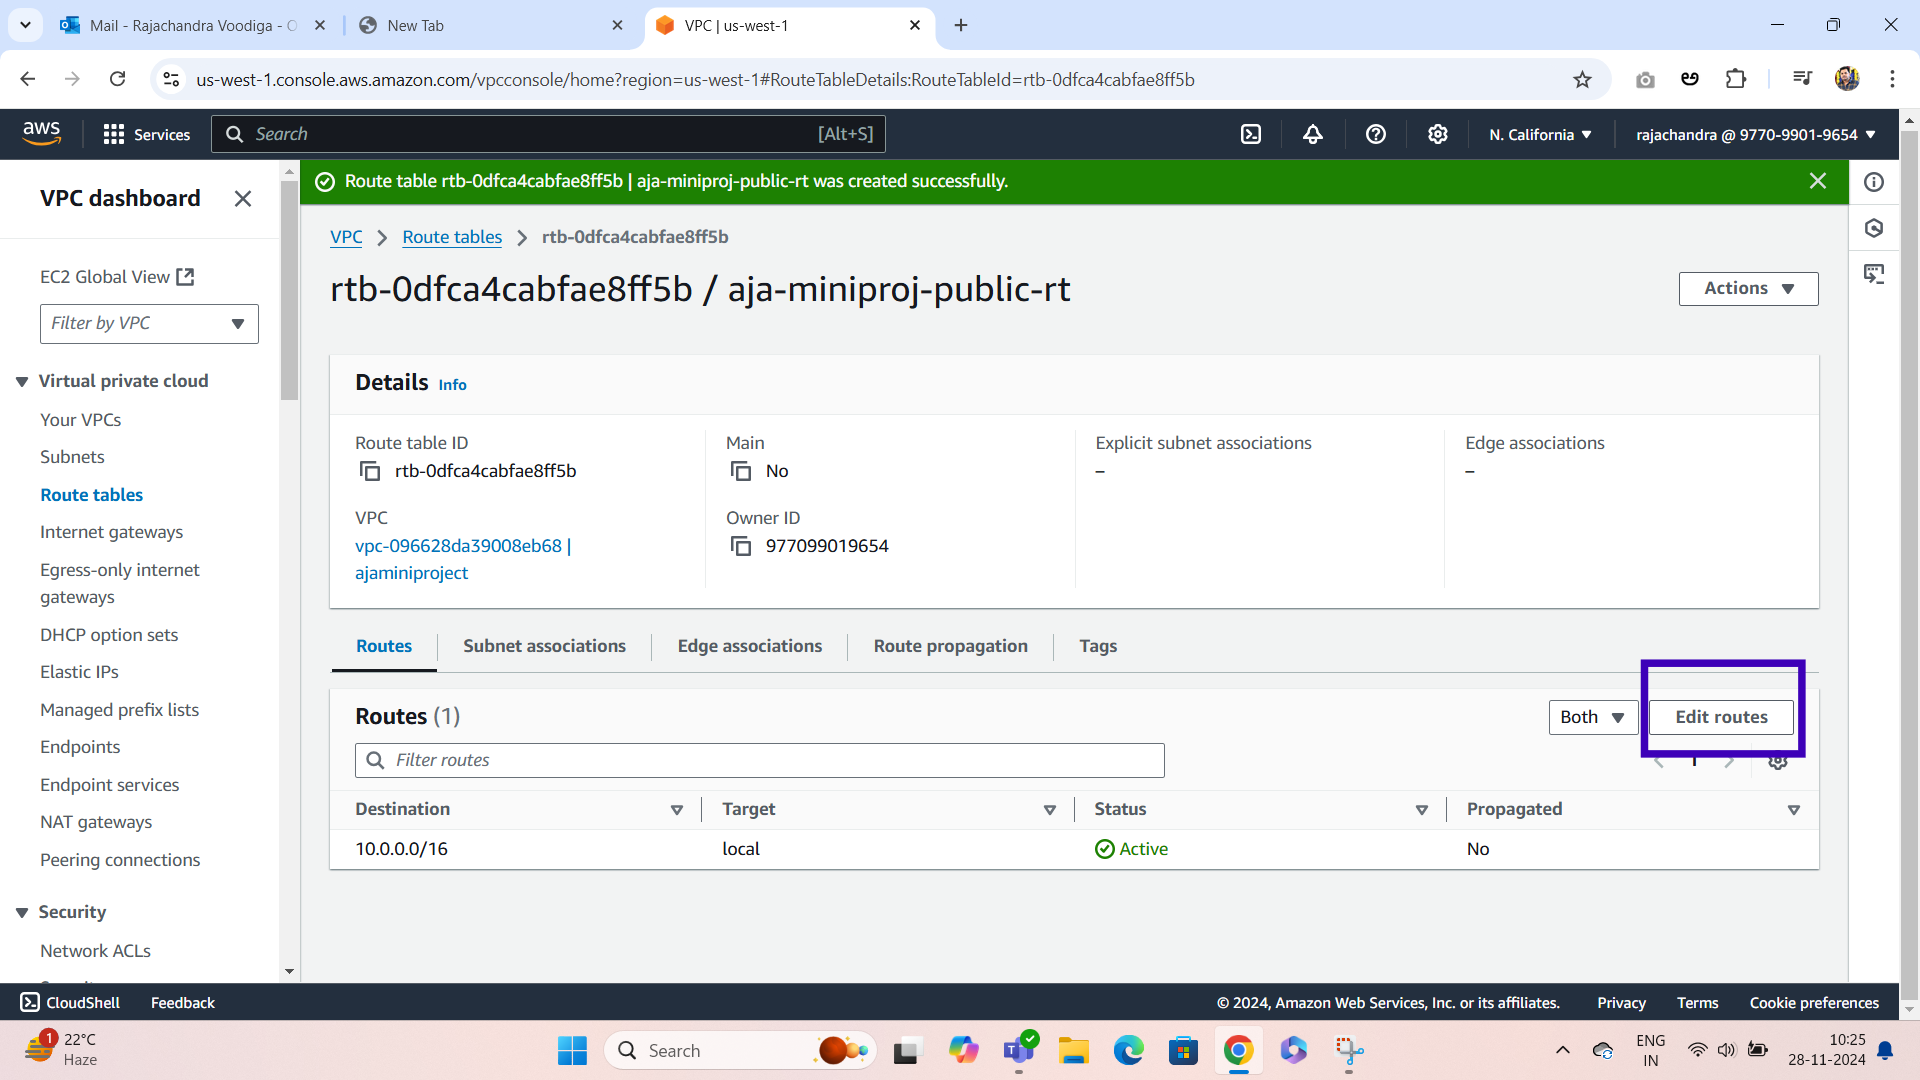 Mail - Rajachandra Voodiga - O
New Tab
VPC | us-west-1
us-west-1.console.aws.amazon.com/vpcconsole/home?region=us-west-1#RouteTableDetails:RouteTableId=rtb-0dfca4cabfae8ff5b
aws
Services
Search
[Alt+S]
N. California
rajachandra @ 9770-9901-9654
VPC dashboard
EC2 Global View
Filter by VPC
Virtual private cloud
Your VPCs
Subnets
Route tables
Internet gateways
Egress-only internet
gateways
DHCP option sets
Elastic IPs
Managed prefix lists
Endpoints
Endpoint services
NAT gateways
Peering connections
Security
Network ACLs
Route table rtb-0dfca4cabfae8ff5b | aja-miniproj-public-rt was created successfully.
VPC > Route tables > rtb-0dfca4cabfae8ff5b
rtb-0dfca4cabfae8ff5b / aja-miniproj-public-rt
Actions
Details Info
Route table ID
rtb-0dfca4cabfae8ff5b
Main
No
Explicit subnet associations
–
Edge associations
–
VPC
vpc-096628da39008eb68 |
ajaminiproject
Owner ID
977099019654
Routes
Subnet associations
Edge associations
Route propagation
Tags
Routes (1)
Both
Edit routes
Filter routes
1
Destination Target Status Propagated
10.0.0.0/16 local Active No
CloudShell Feedback
© 2024, Amazon Web Services, Inc. or its affiliates. Privacy Terms Cookie preferences
1
22°C
Haze
Search
ENG
IN
10:25
28-11-2024